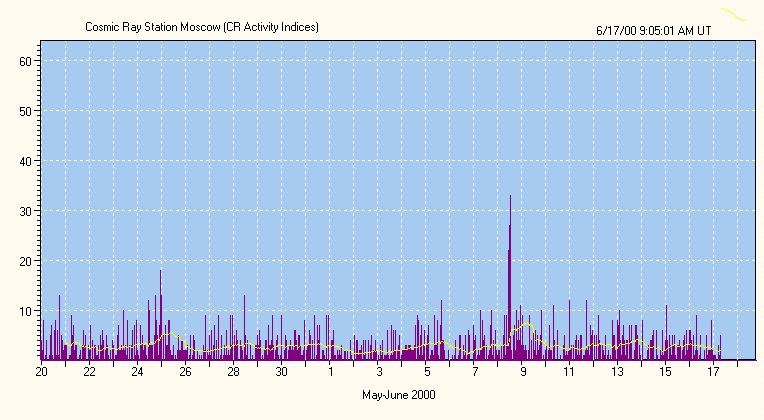 Cosmic Ray Station Moscow (CR Activity Indices)
6/17/00 9:05:01 AM UT
60
50
40
30
20
10
20 22 24 26 28 30 1 3 5 7 9 11 13 15 17
May-June 2000